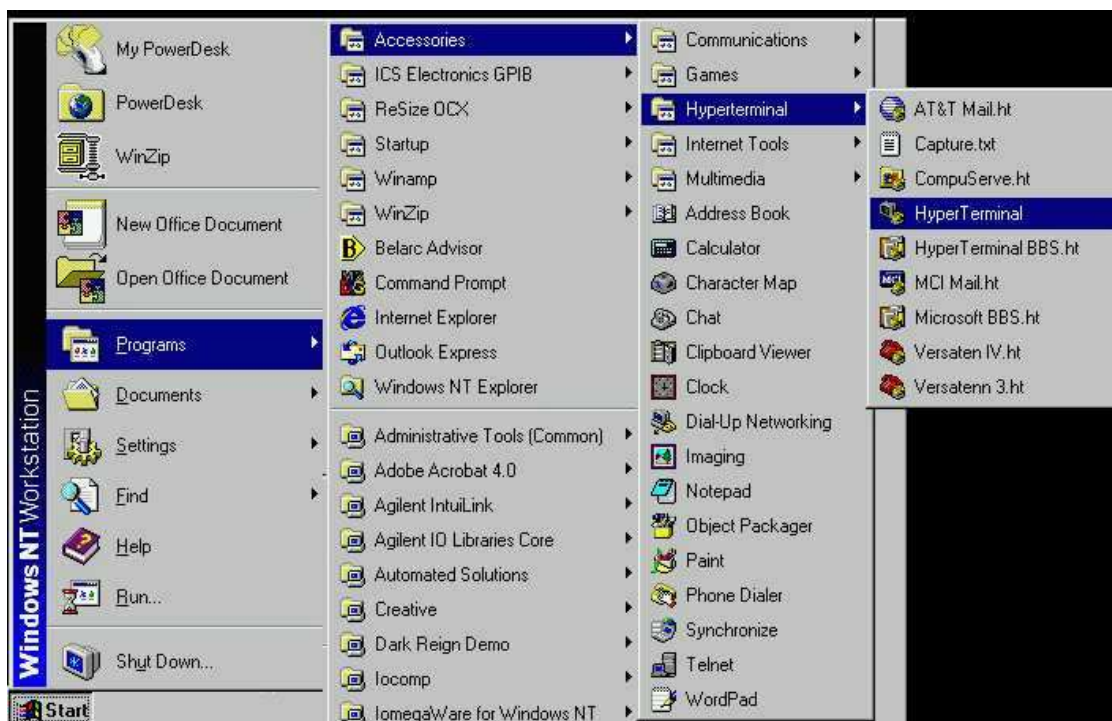 My PowerDesk
PowerDesk
WinZip
New Office Document
Open Office Document
Programs
Documents
Settings
Find
Help
Run...
Shut Down...
Windows NT Workstation
Start
Accessories
ICS Electronics GPIB
ReSize OCX
Startup
Winamp
WinZip
Belarc Advisor
Command Prompt
Internet Explorer
Outlook Express
Windows NT Explorer
Administrative Tools (Common)
Adobe Acrobat 4.0
Agilent IntuiLink
Agilent IO Libraries Core
Automated Solutions
Creative
Dark Reign Demo
Iocomp
IomegaWare for Windows NT
Communications
Games
Hyperterminal
Internet Tools
Multimedia
Address Book
Calculator
Character Map
Chat
Clipboard Viewer
Clock
Dial-Up Networking
Imaging
Notepad
Object Packager
Paint
Phone Dialer
Synchronize
Telnet
WordPad
AT&T Mail.ht
Capture.txt
CompuServe.ht
HyperTerminal
HyperTerminal BBS.ht
MCI Mail.ht
Microsoft BBS.ht
Versaten IV.ht
Versatenn 3.ht